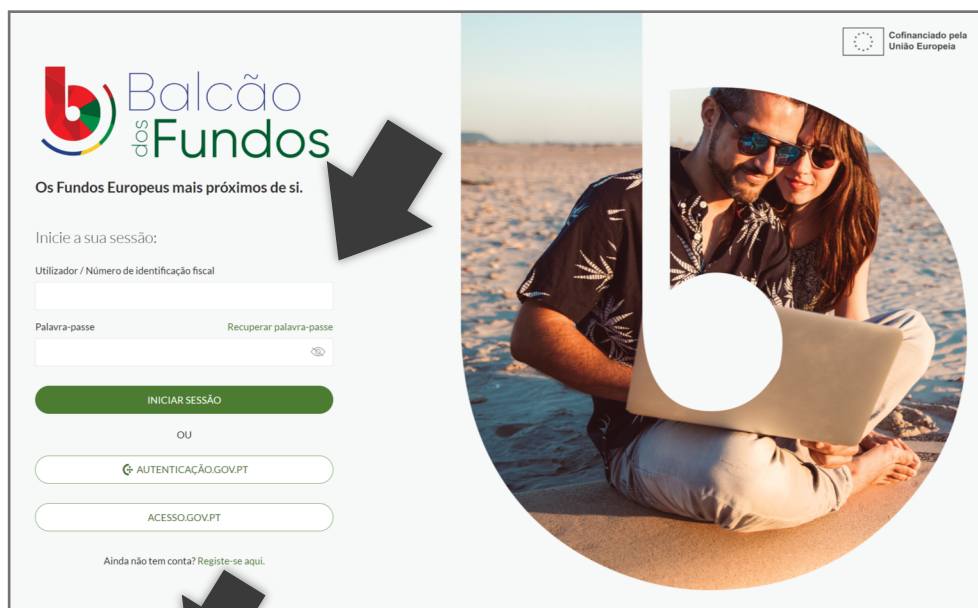 Cofinanciado pela
União Europeia
Balcão
dos Fundos
Os Fundos Europeus mais próximos de si.
Inicie a sua sessão:
Utilizador / Número de identificação fiscal
Palavra-passe Recuperar palavra-passe
INICIAR SESSÃO
OU
AUTENTICAÇÃO.GOV.PT
ACESSO.GOV.PT
Ainda não tem conta? Registe-se aqui.